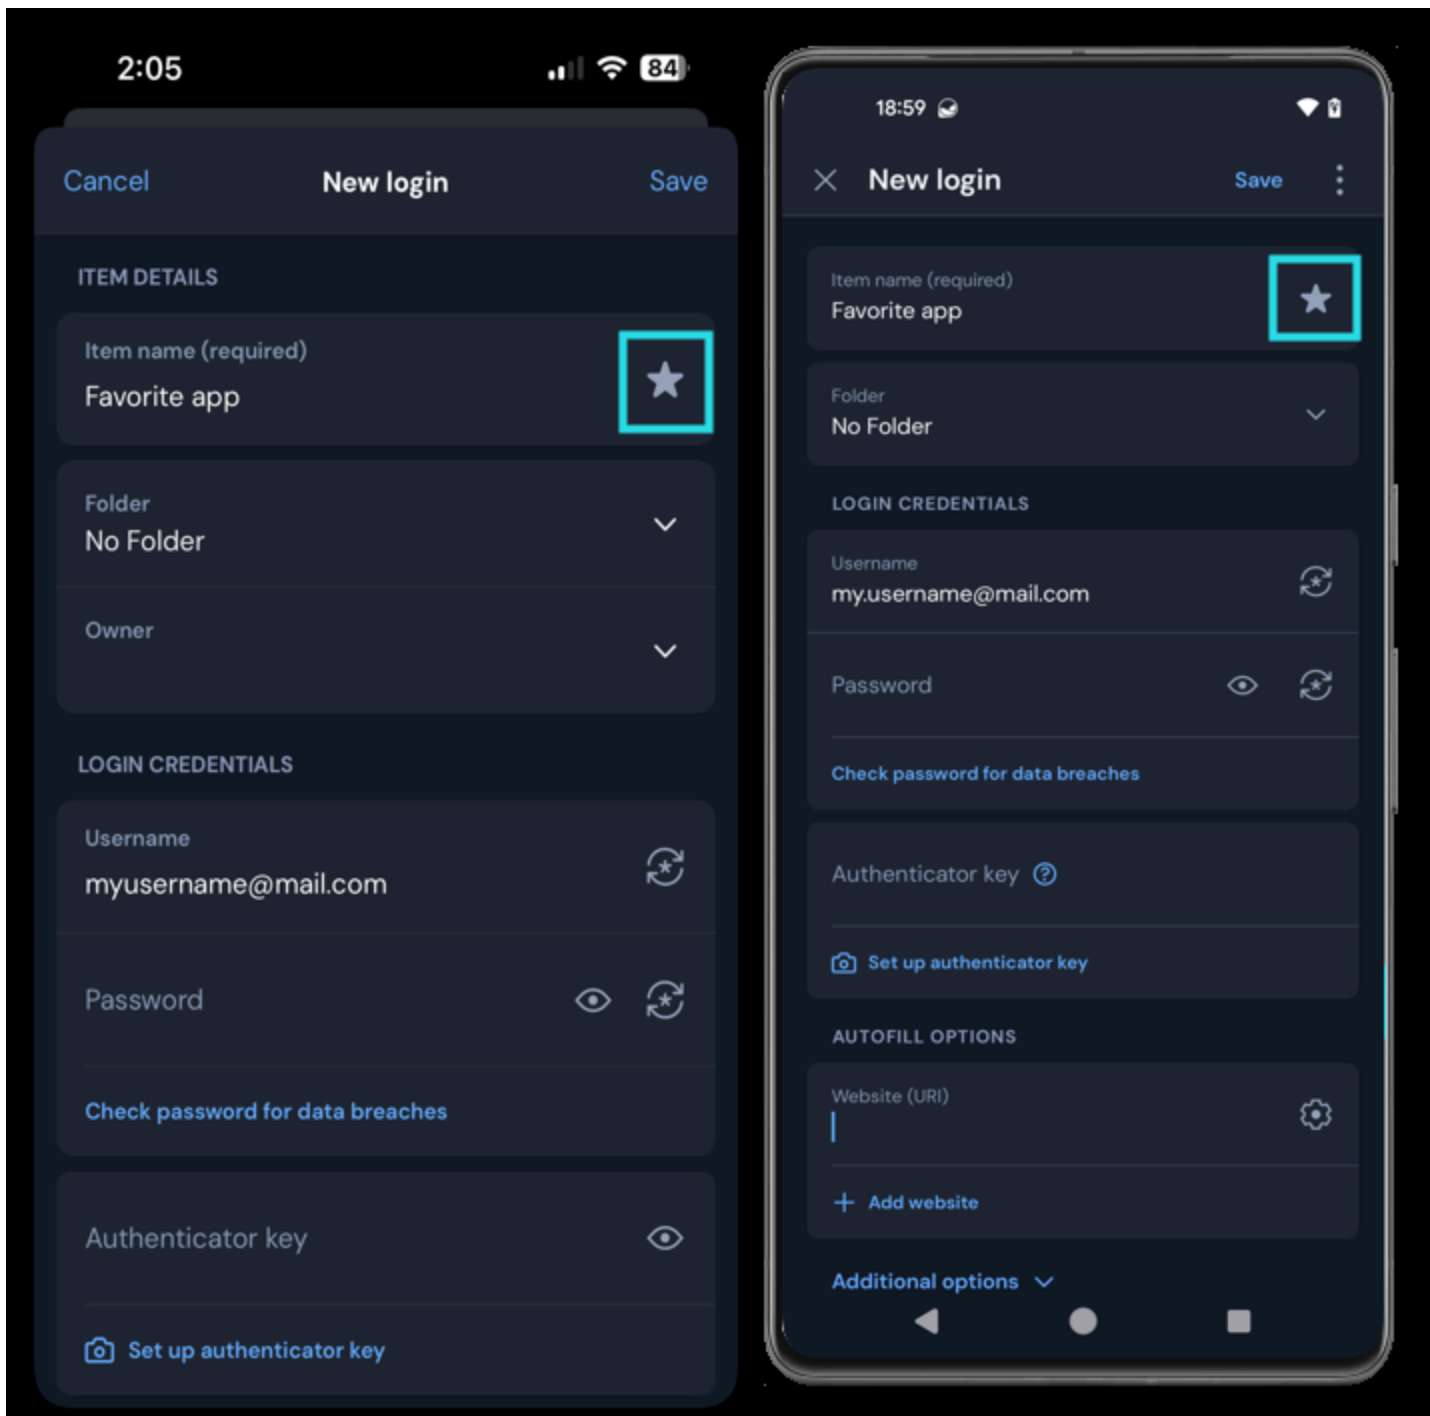 2:05
84
Cancel
New login
Save
ITEM DETAILS
Item name (required)
Favorite app
Folder
No Folder
Owner
LOGIN CREDENTIALS
Username
myusername@mail.com
Password
Check password for data breaches
Authenticator key
Set up authenticator key
18:59
New login
Save
Item name (required)
Favorite app
Folder
No Folder
LOGIN CREDENTIALS
Username
my.username@mail.com
Password
Check password for data breaches
Authenticator key
Set up authenticator key
AUTOFILL OPTIONS
Website (URI)
Add website
Additional options